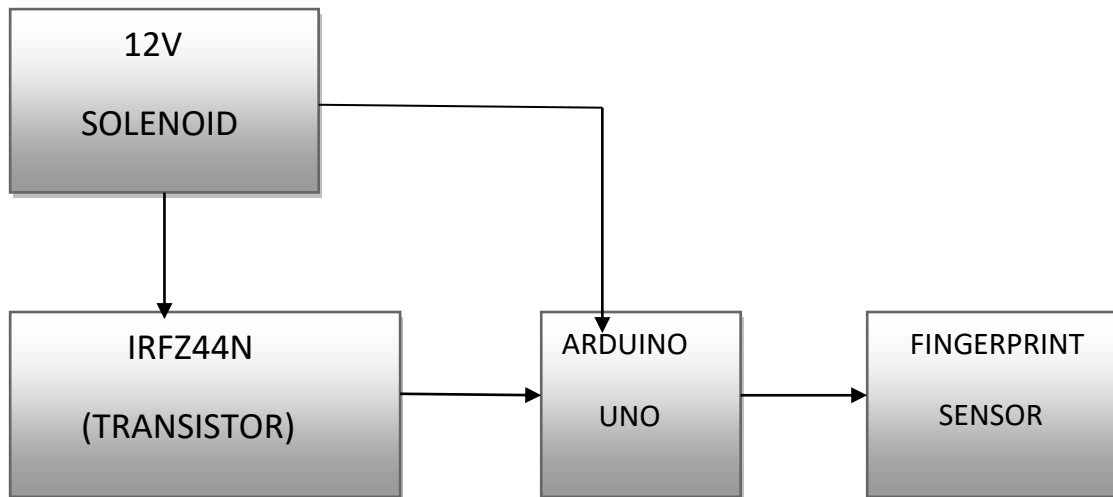 12V
SOLENOID
IRFZ44N
(TRANSISTOR)
ARDUINO
UNO
FINGERPRINT
SENSOR